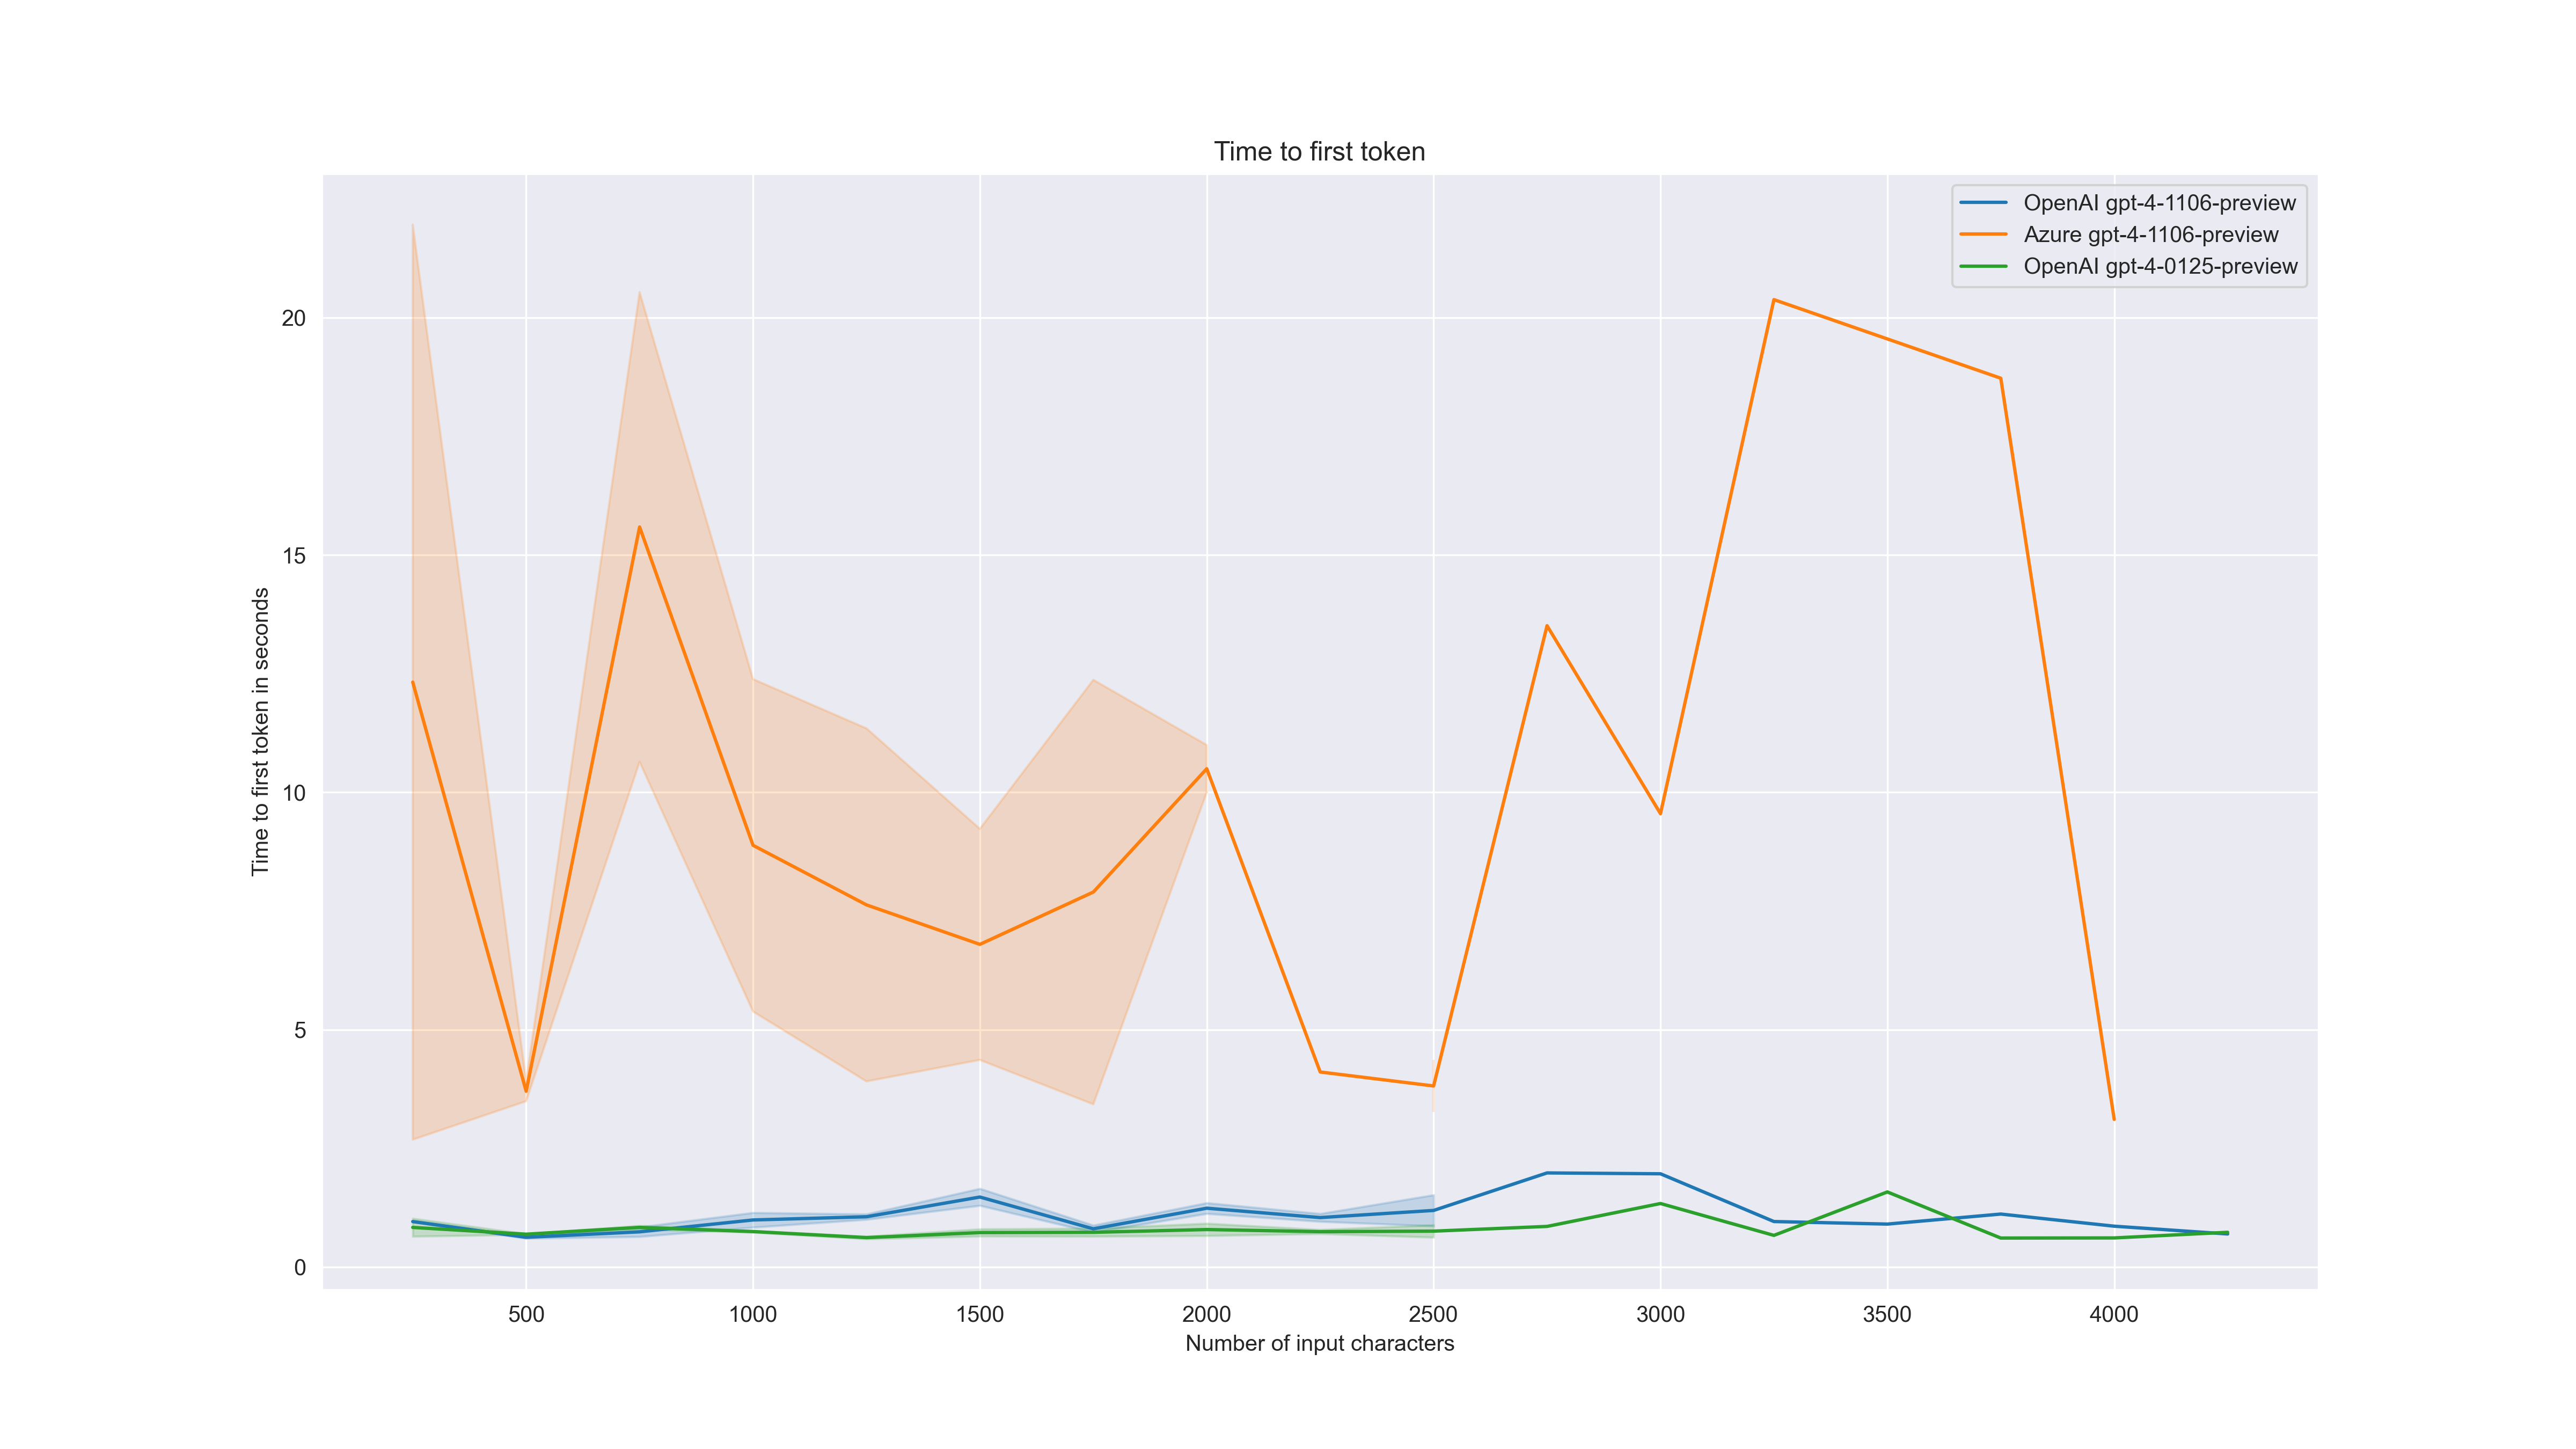 Time to first token
OpenAI gpt-4-1106-preview
Azure gpt-4-1106-preview
OpenAI gpt-4-0125-preview
Time to first token in seconds
20
15
10
5
0
500 1000 1500 2000 2500 3000 3500 4000
Number of input characters